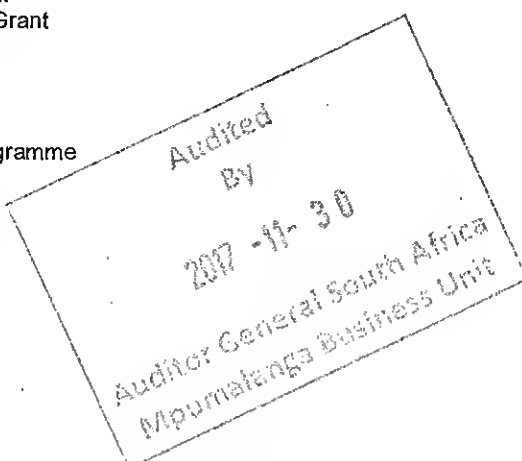 Grant
gramme
Audited
By
2017 -11- 30
Auditor General South Africa
Mpumalanga Business Unit